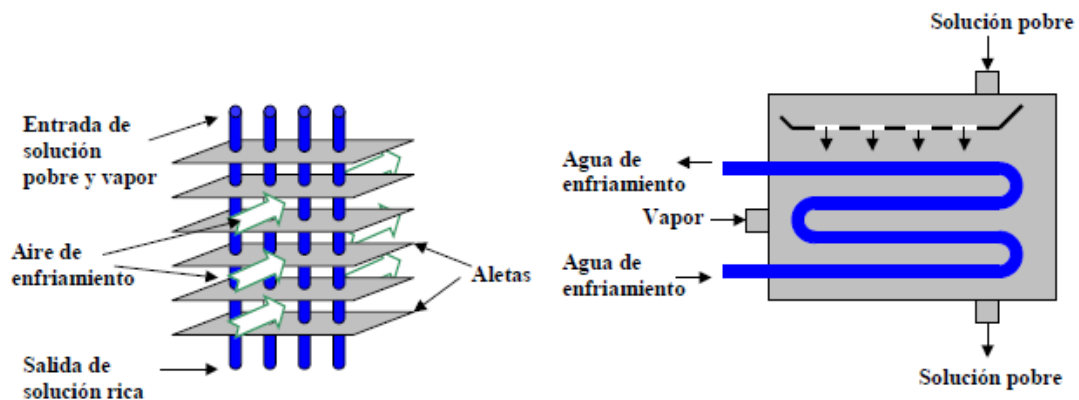 Entrada de
solución
pobre y vapor
Aire de
enfriamiento
Aletas
Salida de
solución rica
Solución pobre
Agua de
enfriamiento
Vapor
Agua de
enfriamiento
Solución pobre